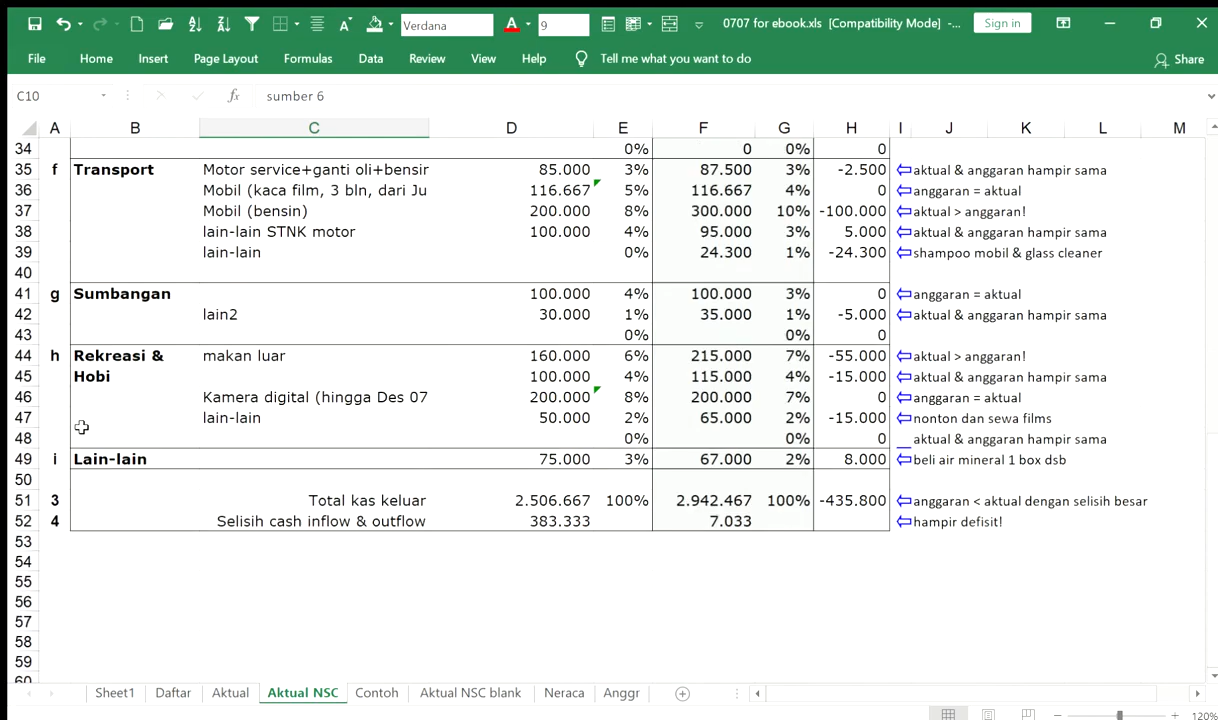 Verdana A 9 0707 for ebook.xls [Compatibility Mode] -... Sign in
File Home Insert Page Layout Formulas Data Review View Help Tell me what you want to do Share
C10 fx sumber 6
A B C D E F G H I J K L M
34 0% 0 0% 0
35 f Transport Motor service+ganti oli+bensir 85.000 3% 87.500 3% -2.500 aktual & anggaran hampir sama
36 Mobil (kaca film, 3 bln, dari Ju 116.667 5% 116.667 4% 0 anggaran = aktual
37 Mobil (bensin) 200.000 8% 300.000 10% -100.000 aktual > anggaran!
38 lain-lain STNK motor 100.000 4% 95.000 3% 5.000 aktual & anggaran hampir sama
39 lain-lain 0% 24.300 1% -24.300 shampoo mobil & glass cleaner
40
41 g Sumbangan 100.000 4% 100.000 3% 0 anggaran = aktual
42 lain2 30.000 1% 35.000 1% -5.000 aktual & anggaran hampir sama
43 0% 0% 0
44 h Rekreasi & makan luar 160.000 6% 215.000 7% -55.000 aktual > anggaran!
45 Hobi 100.000 4% 115.000 4% -15.000 aktual & anggaran hampir sama
46 Kamera digital (hingga Des 07 200.000 8% 200.000 7% 0 anggaran = aktual
47 lain-lain 50.000 2% 65.000 2% -15.000 nonton dan sewa films
48 0% 0% 0 aktual & anggaran hampir sama
49 i Lain-lain 75.000 3% 67.000 2% 8.000 beli air mineral 1 box dsb
50
51 3 Total kas keluar 2.506.667 100% 2.942.467 100% -435.800 anggaran < aktual dengan selisih besar
52 4 Selisih cash inflow & outflow 383.333 7.033 hampir defisit!
53
54
55
56
57
58
59
60
Sheet1 Daftar Aktual Aktual NSC Contoh Aktual NSC blank Neraca Anggr
120%